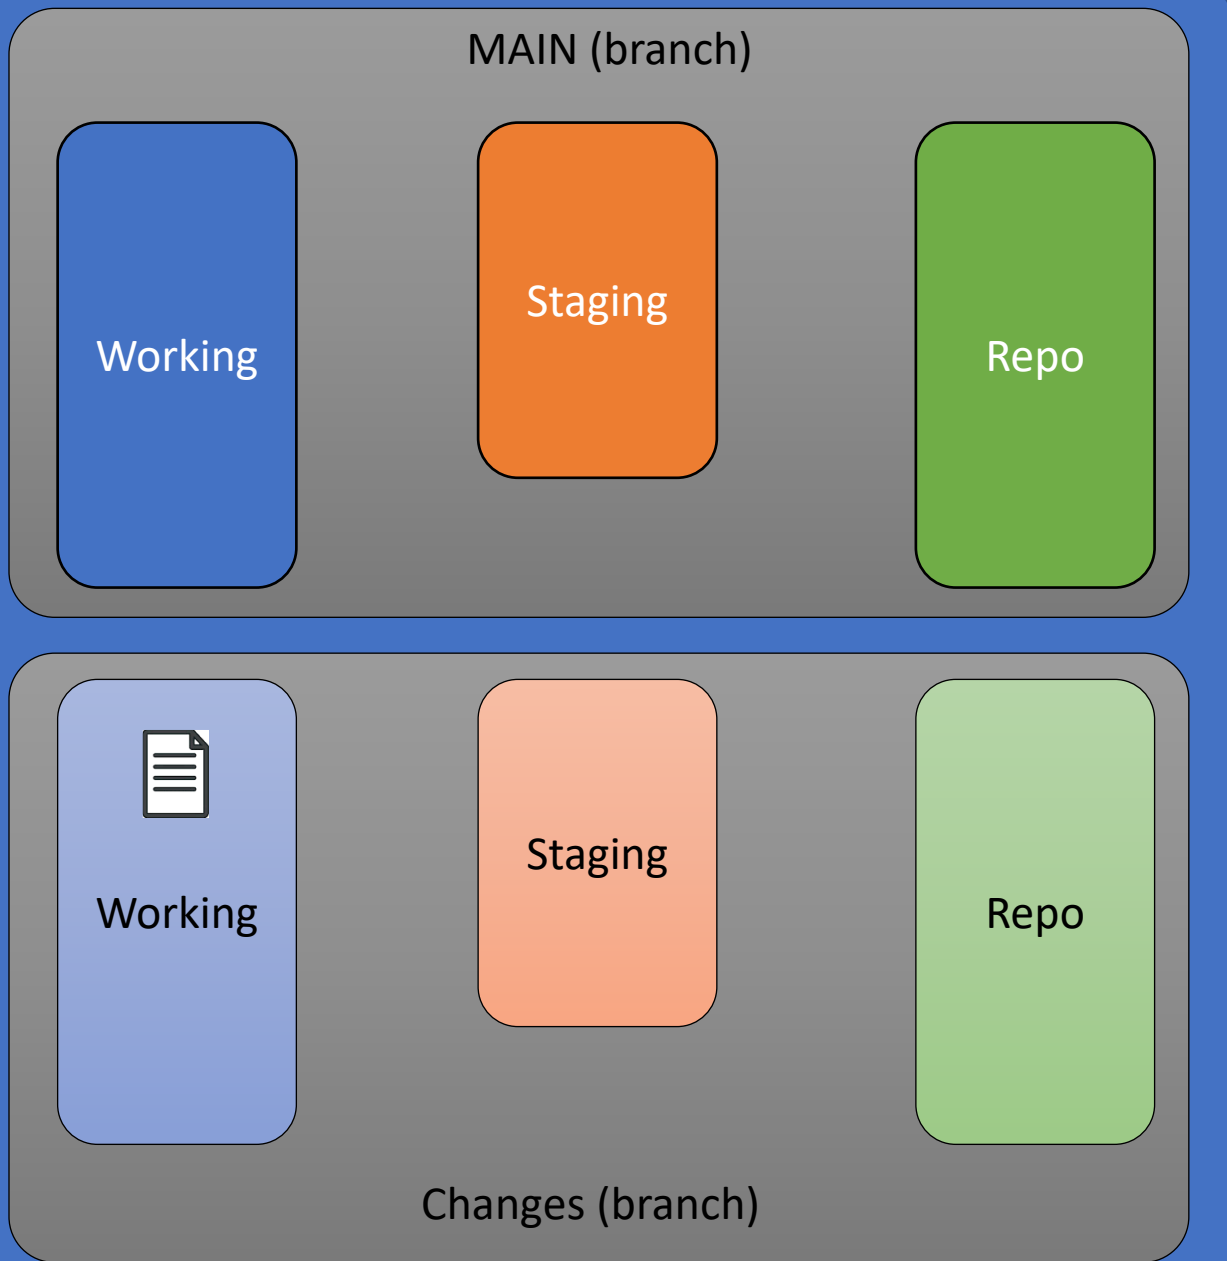 MAIN (branch)
Working
Staging
Repo
Working
Staging
Repo
Changes (branch)